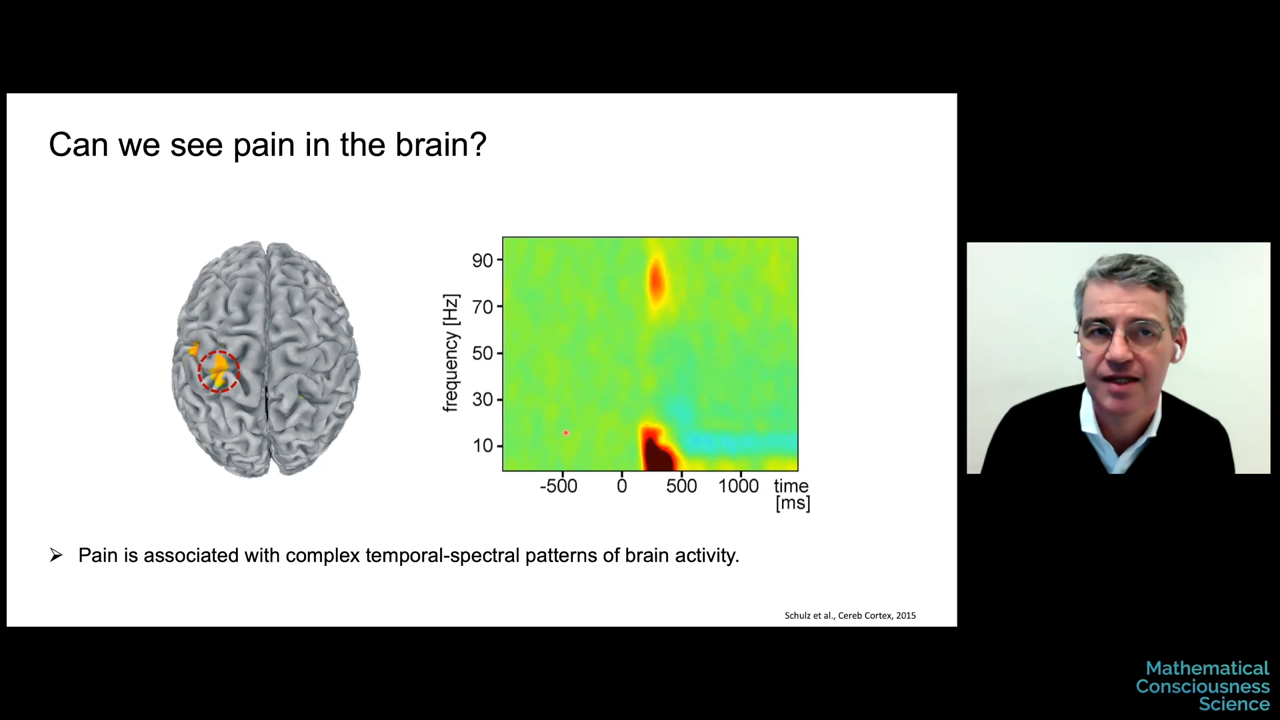 Can we see pain in the brain?
frequency [Hz]
90
70
50
30
10
-500 0 500 1000 time
[ms]
➢ Pain is associated with complex temporal-spectral patterns of brain activity.
Schulz et al., Cereb Cortex, 2015
Mathematical
Consciousness
Science